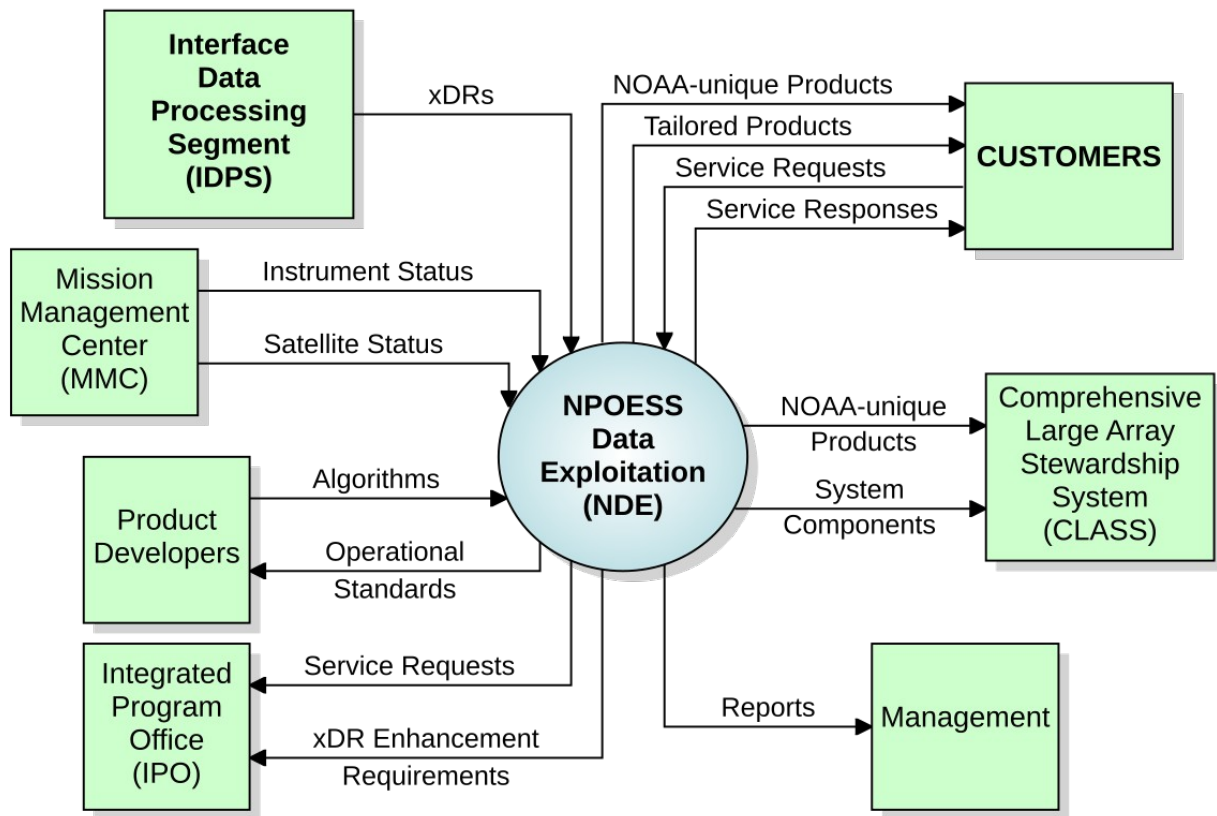 Interface
Data
Processing
Segment
(IDPS)
xDRs
NOAA-unique Products
Tailored Products
Service Requests
Service Responses
CUSTOMERS
Mission
Management
Center
(MMC)
Instrument Status
Satellite Status
NPOESS
Data
Exploitation
(NDE)
NOAA-unique
Products
System
Components
Comprehensive
Large Array
Stewardship
System
(CLASS)
Product
Developers
Algorithms
Operational
Standards
Integrated
Program
Office
(IPO)
Service Requests
xDR Enhancement
Requirements
Reports
Management